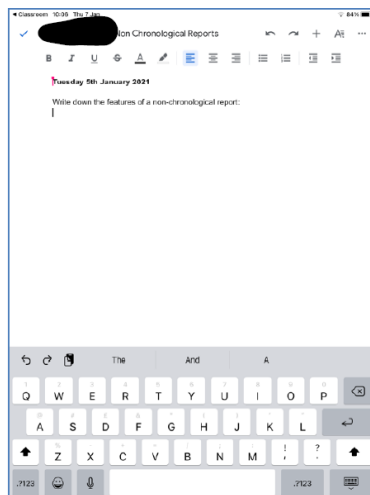 Classroom 10:06 Thu 7 Jan 84%
Non Chronological Reports
B I U S A
Tuesday 5th January 2021
Write down the features of a non-chronological report:
The And A
Q W E R T Y U I O P
A S D F G H J K L
Z X C V B N M ! , ? .
.?123 .?123